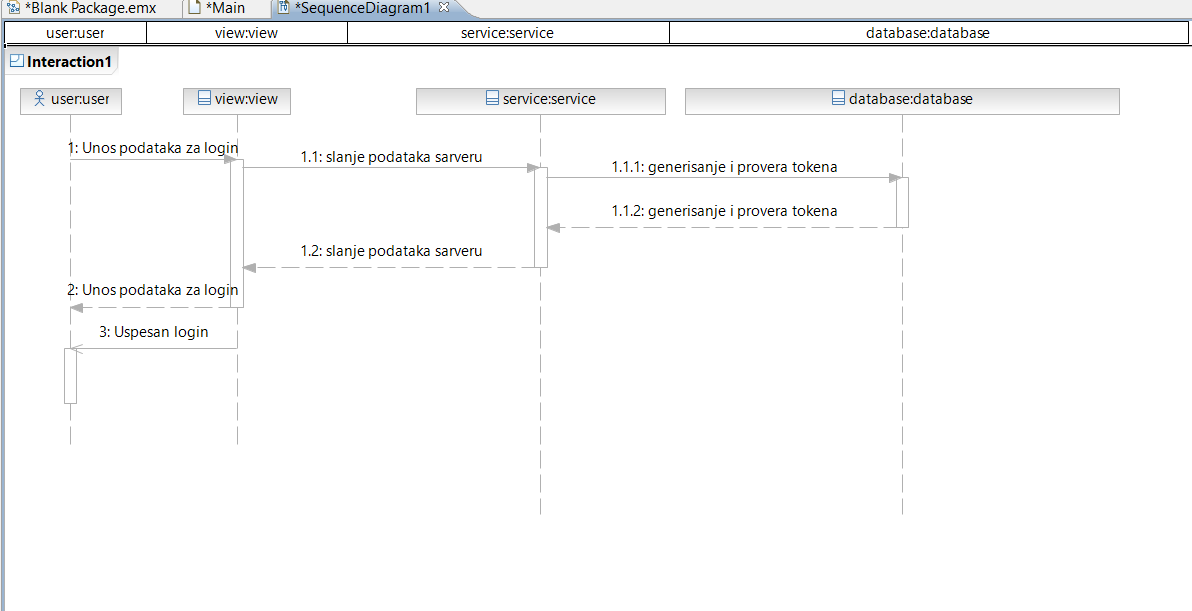 *Blank Package.emx *Main *SequenceDiagram1
user:user view:view service:service database:database
Interaction1
user:user view:view service:service database:database
1: Unos podataka za login
1.1: slanje podataka sarveru
1.1.1: generisanje i provera tokena
1.1.2: generisanje i provera tokena
1.2: slanje podataka sarveru
2: Unos podataka za login
3: Uspesan login